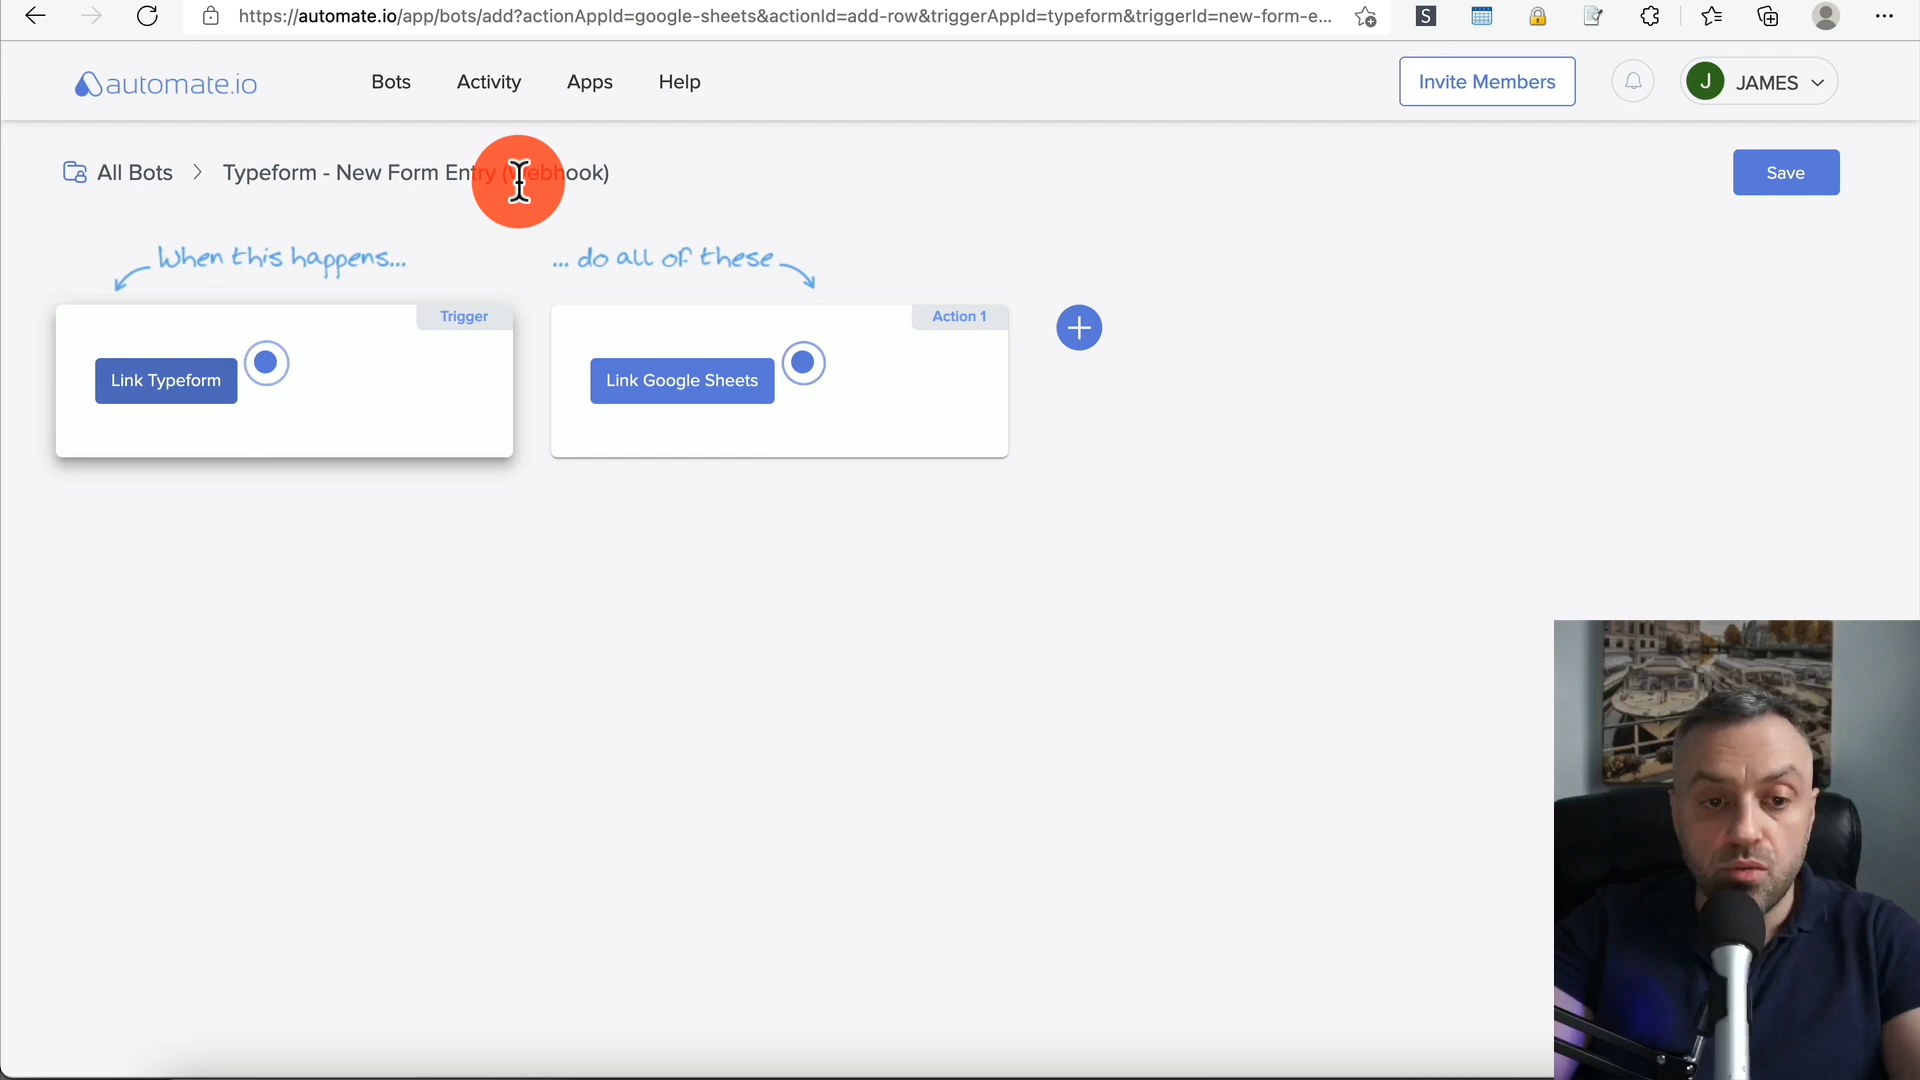 https://automate.io/app/bots/add?actionAppId=google-sheets&actionId=add-row&triggerAppId=typeform&triggerId=new-form-e...
S
automate.io
Bots
Activity
Apps
Help
Invite Members
J
JAMES
All Bots > Typeform - New Form Entry (Webhook)
Save
When this happens...
... do all of these
Trigger
Link Typeform
Action 1
Link Google Sheets